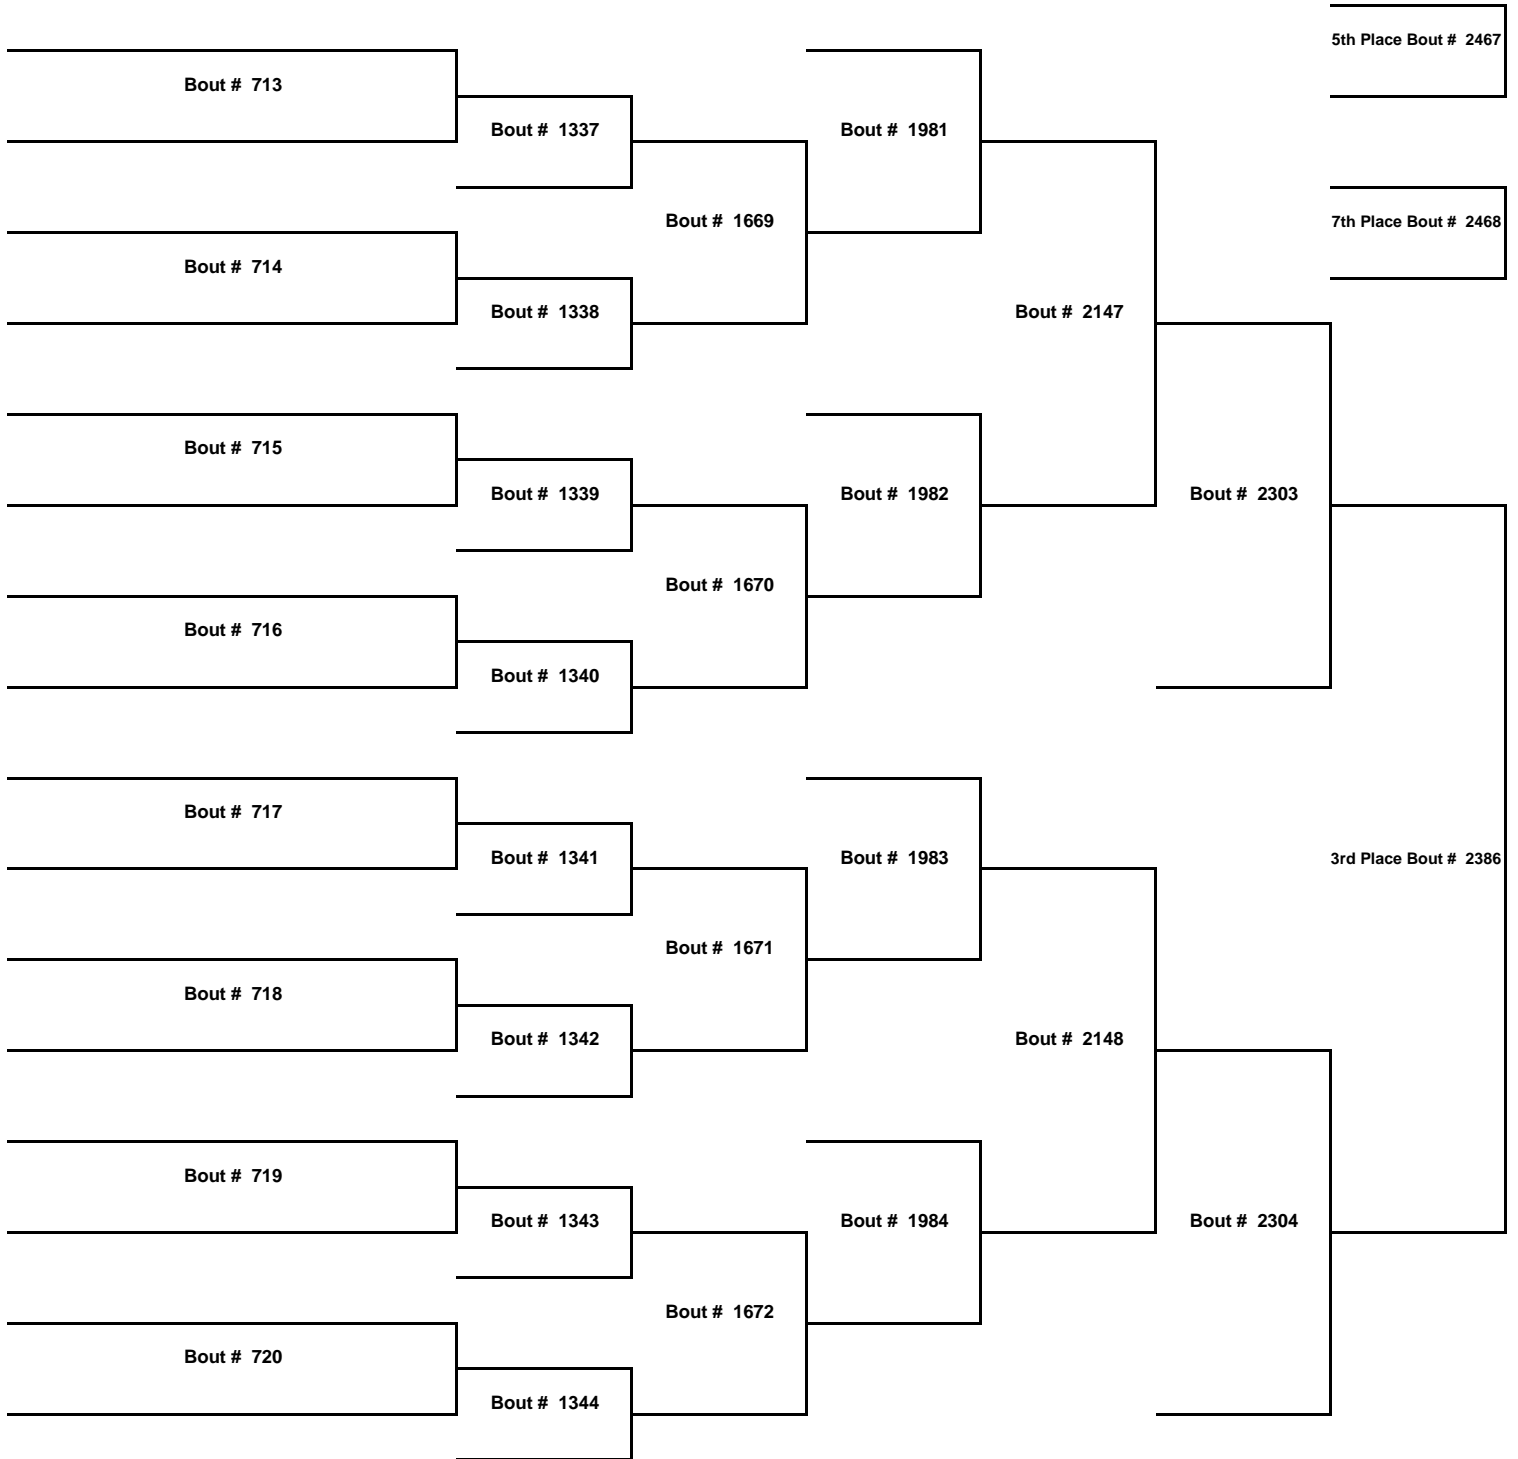 5th Place Bout # 2467
Bout # 713
Bout # 1337
Bout # 1981
Bout # 1669
7th Place Bout # 2468
Bout # 714
Bout # 1338
Bout # 2147
Bout # 715
Bout # 1339
Bout # 1982
Bout # 2303
Bout # 1670
Bout # 716
Bout # 1340
Bout # 717
Bout # 1341
Bout # 1983
3rd Place Bout # 2386
Bout # 1671
Bout # 718
Bout # 1342
Bout # 2148
Bout # 719
Bout # 1343
Bout # 1984
Bout # 2304
Bout # 1672
Bout # 720
Bout # 1344